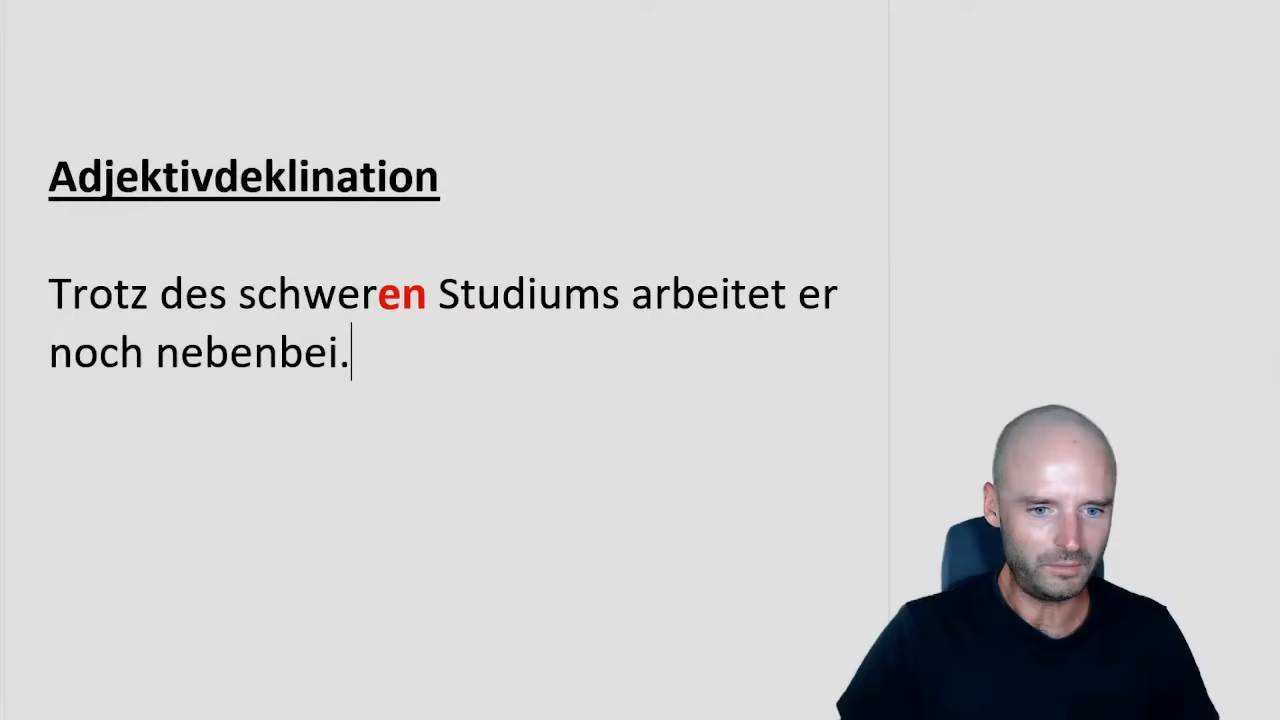 Adjektivdeklination
Trotz des schweren Studiums arbeitet er
noch nebenbei.